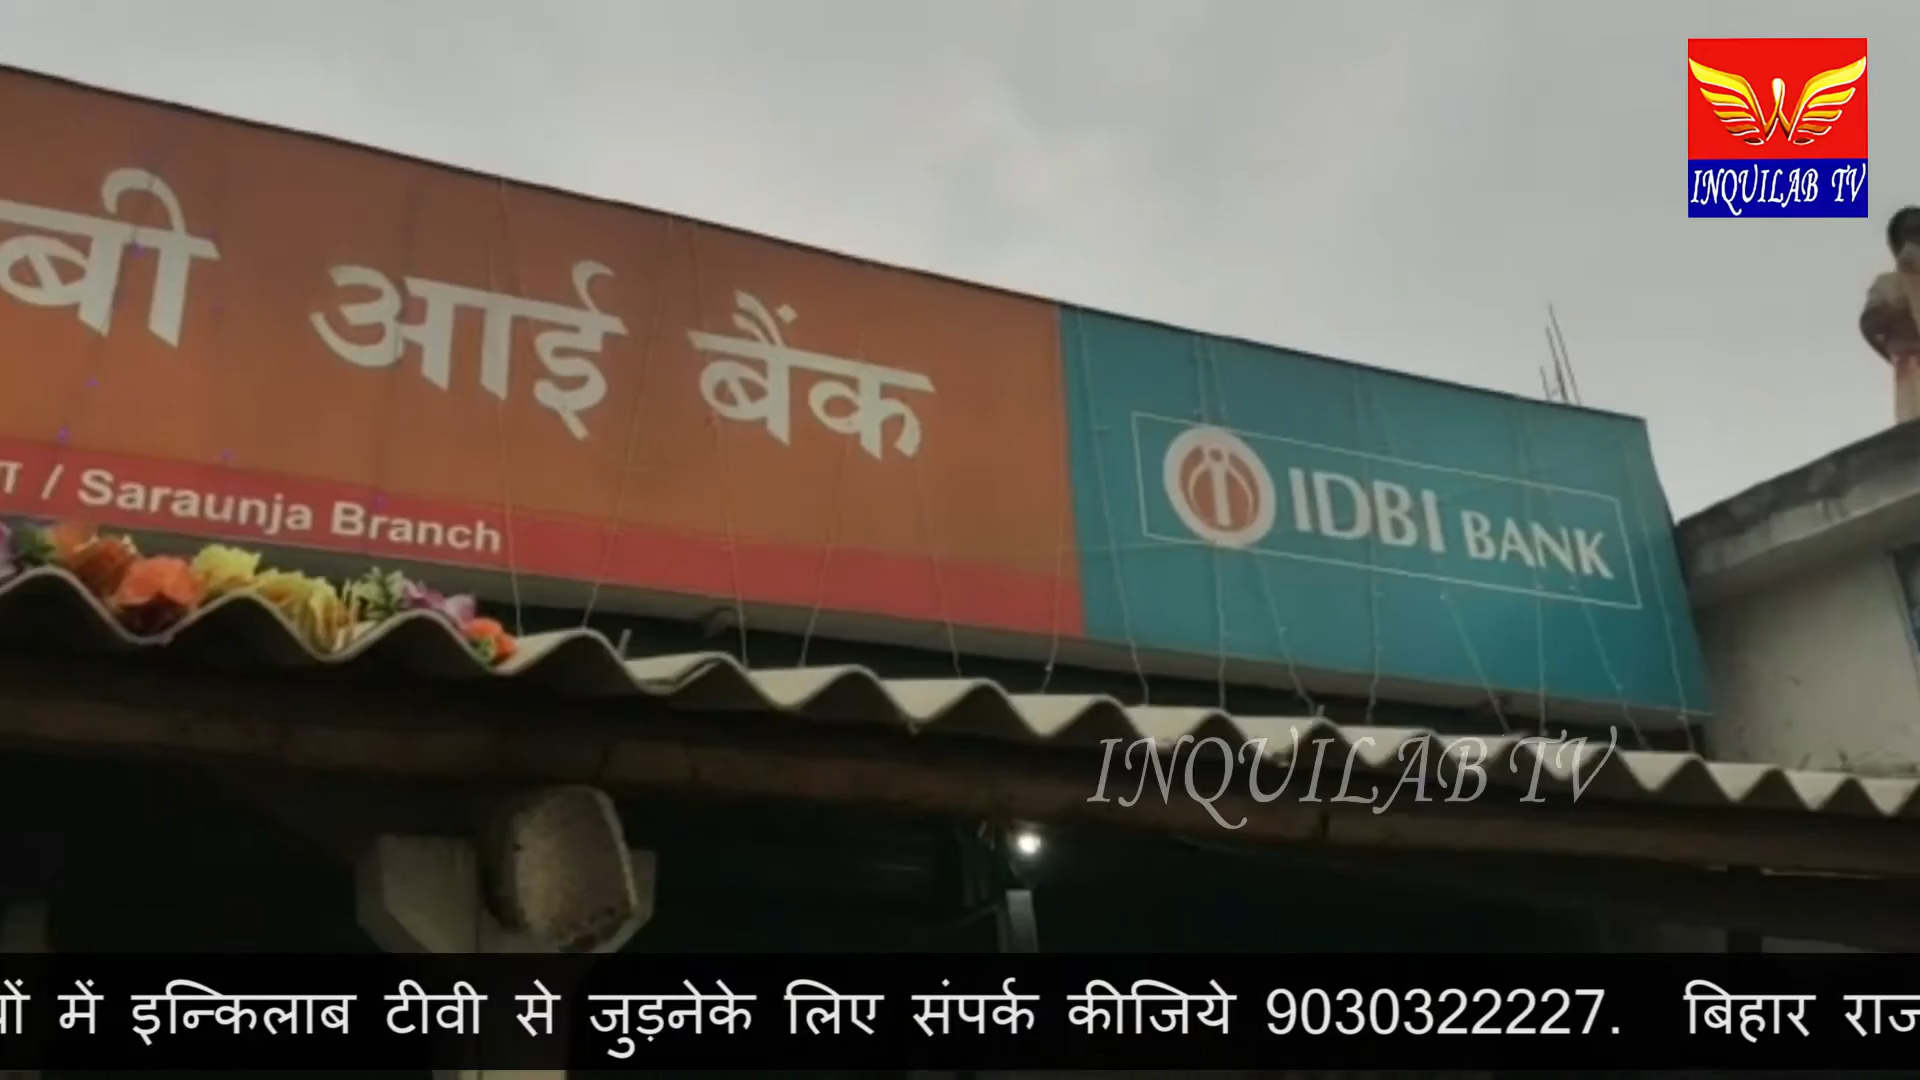 INQUILAB TV
बी आई बैंक
/ Saraunja Branch
IDBI BANK
INQUILAB TV
में इन्किलाब टीवी से जुड़नेके लिए संपर्क कीजिये 9030322227. बिहार